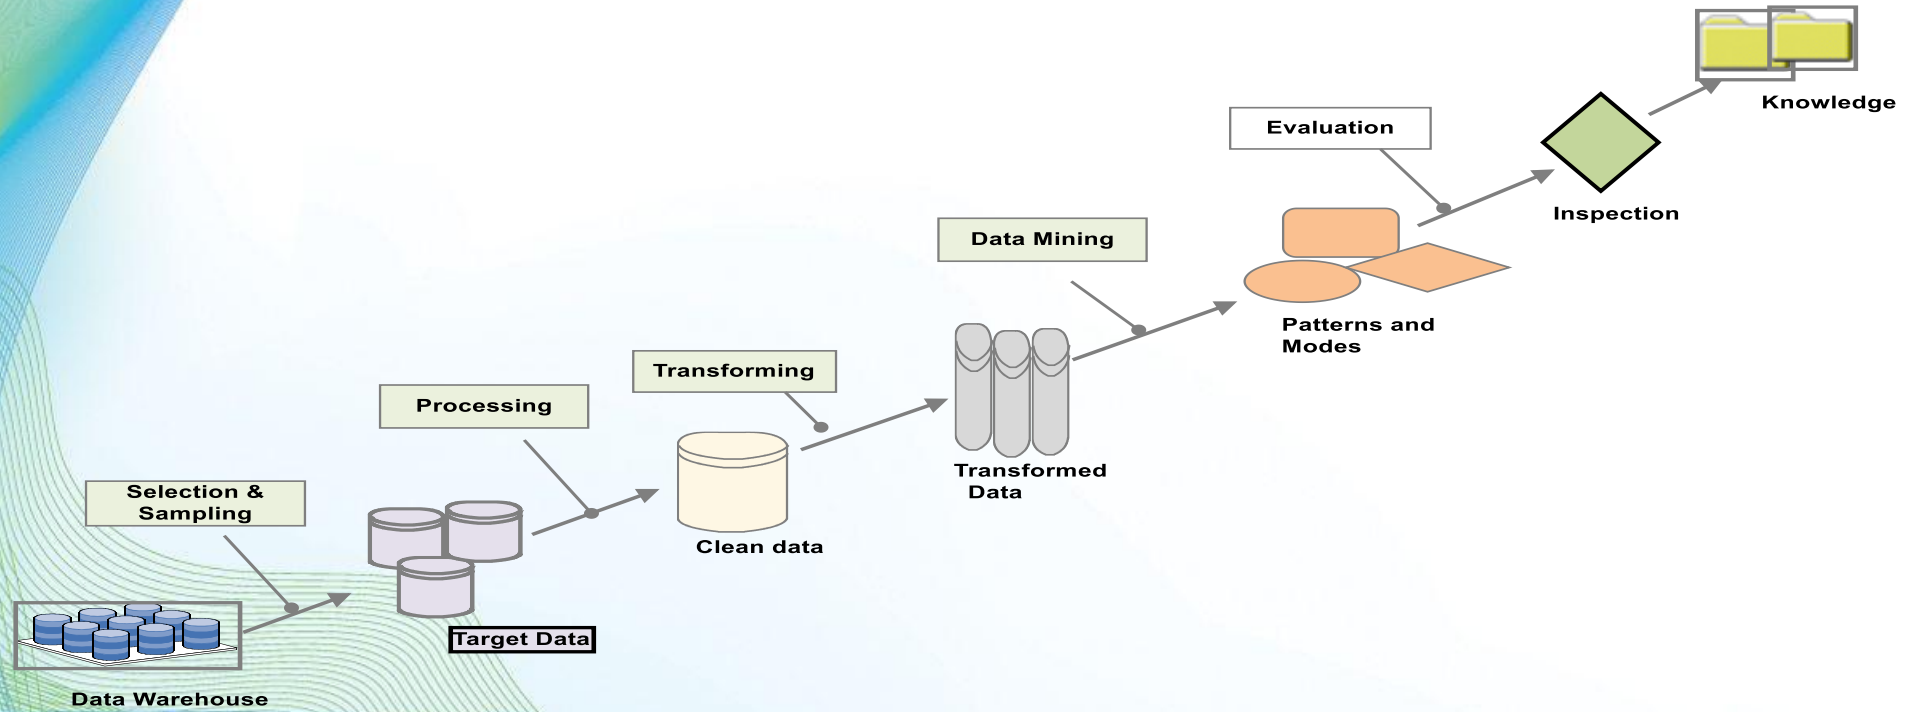 Knowledge
Evaluation
Inspection
Data Mining
Patterns and
Modes
Transforming
Transformed
Data
Processing
Clean data
Selection &
Sampling
Target Data
Data Warehouse